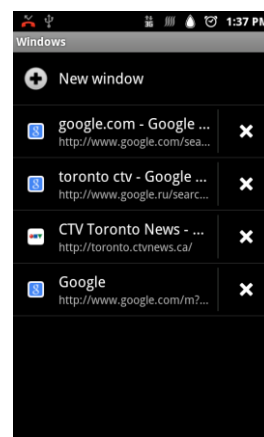 1:37 PM
Windows
New window
google.com - Google ...
http://www.google.com/sea...
toronto ctv - Google ...
http://www.google.ru/searc...
CTV Toronto News - ...
http://toronto.ctvnews.ca/
Google
http://www.google.com/m?...